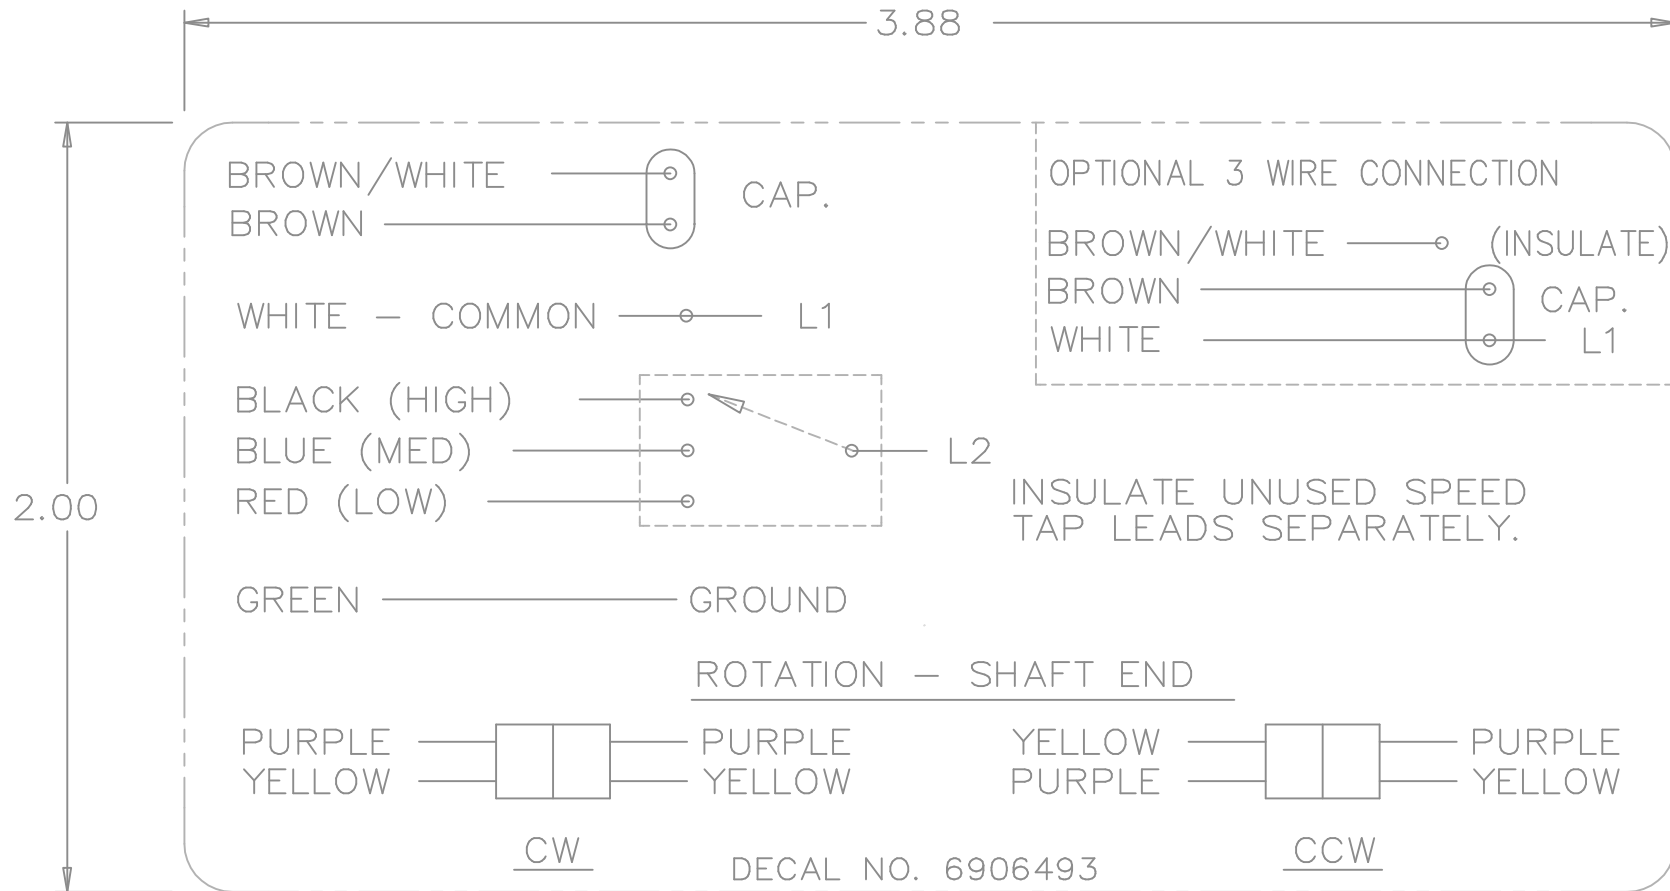 3.88
BROWN/WHITE
BROWN
CAP.
OPTIONAL 3 WIRE CONNECTION
BROWN/WHITE (INSULATE)
BROWN
CAP.
WHITE L1
WHITE – COMMON L1
BLACK (HIGH)
BLUE (MED)
RED (LOW)
L2
2.00
INSULATE UNUSED SPEED
TAP LEADS SEPARATELY.
GREEN GROUND
ROTATION – SHAFT END
PURPLE PURPLE
YELLOW YELLOW
CW
YELLOW PURPLE
PURPLE YELLOW
CCW
DECAL NO. 6906493